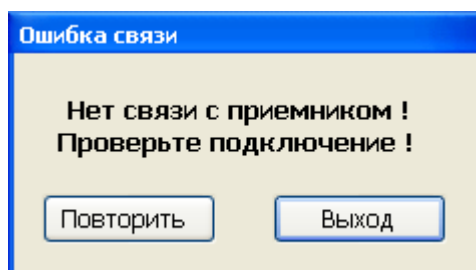 Ошибка связи
Нет связи с приемником !
Проверьте подключение !
Повторить
Выход